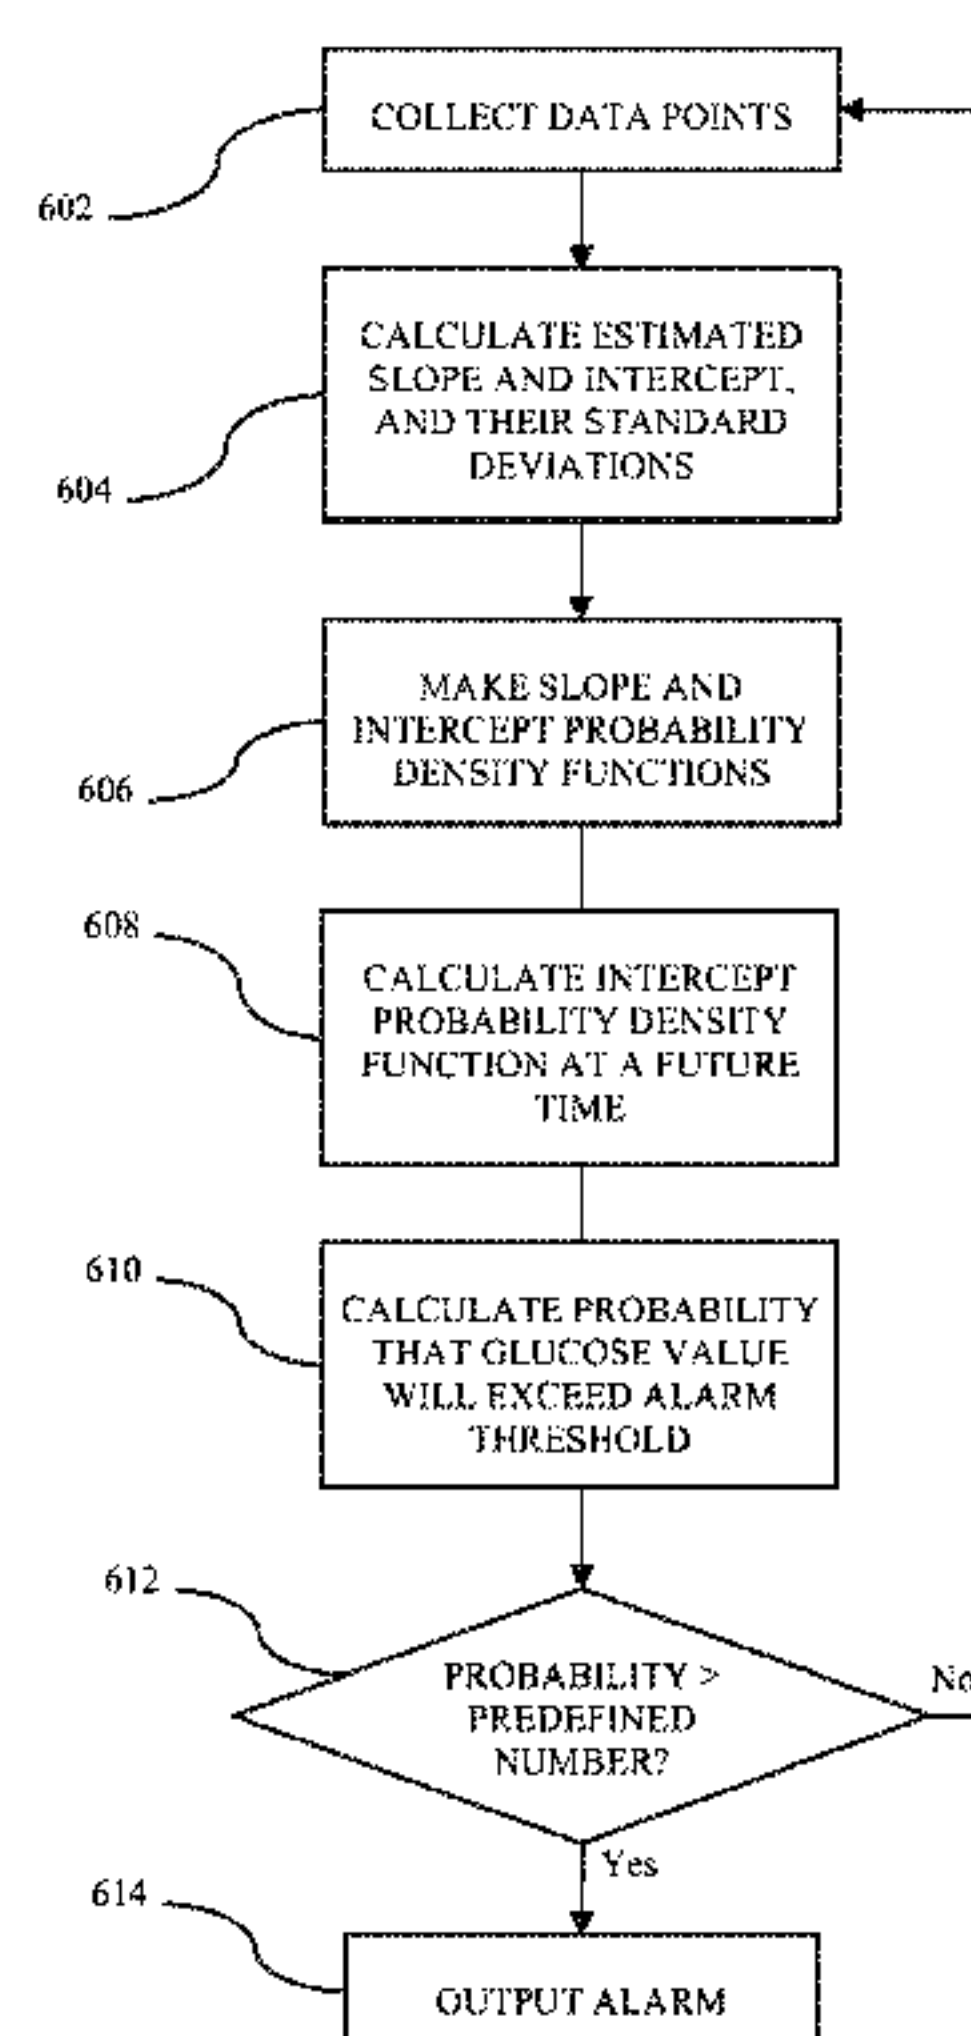 COLLECT DATA POINTS
602
CALCULATE ESTIMATED
SLOPE AND INTERCEPT,
AND THEIR STANDARD
DEVIATIONS
604
MAKE SLOPE AND
INTERCEPT PROBABILITY
DENSITY FUNCTIONS
606
608
CALCULATE INTERCEPT
PROBABILITY DENSITY
FUNCTION AT A FUTURE
TIME
610
CALCULATE PROBABILITY
THAT GLUCOSE VALUE
WILL EXCEED ALARM
THRESHOLD
612
PROBABILITY >
PREDEFINED
NUMBER?
No
Yes
614
OUTPUT ALARM